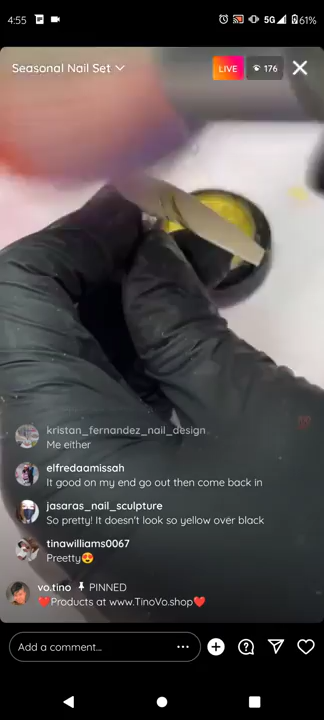 4:55
5G 61%
Seasonal Nail Set
LIVE
176
kristan_fernandez_nail_design
Me either
elfredaamissah
It good on my end go out then come back in
jasaras_nail_sculpture
So pretty! It doesn't look so yellow over black
tinawilliams0067
Preetty😍
vo.tino 📌 PINNED
❤️Products at www.TinoVo.shop❤️
Add a comment...